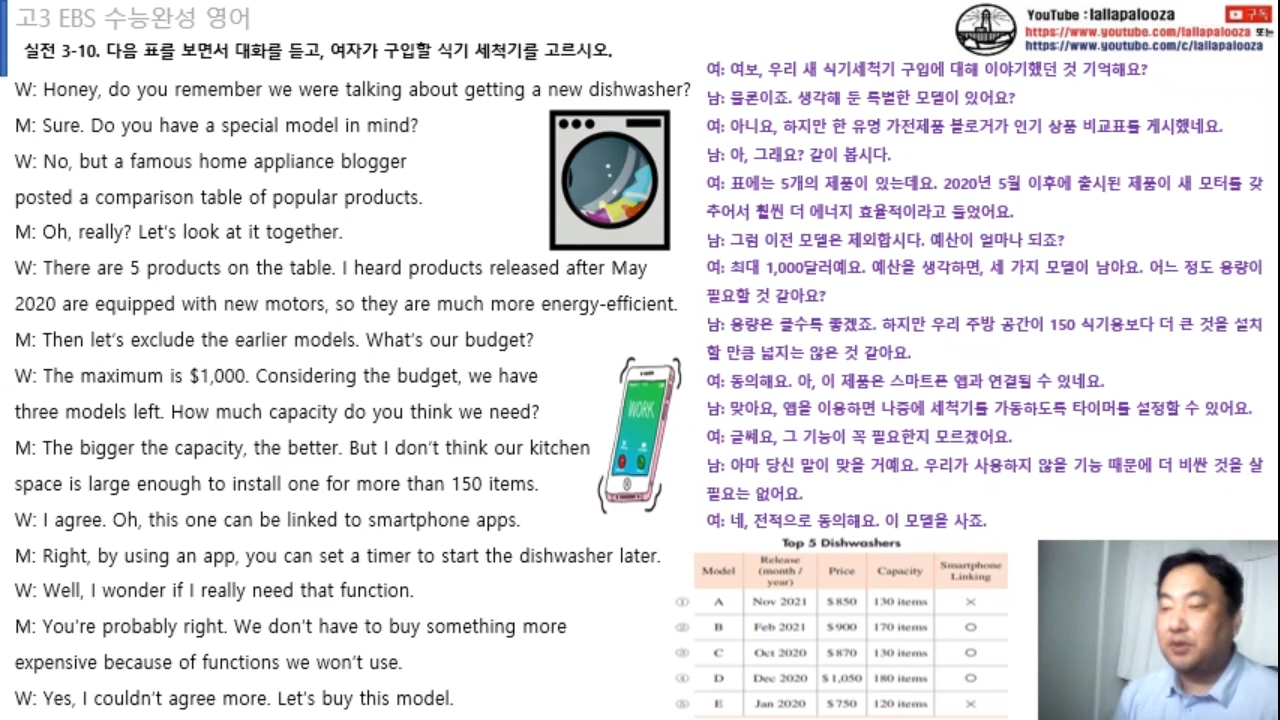 고3 EBS 수능완성 영어
YouTube : lallapalooza
구독
https://www.youtube.com/lallapalooza 또는
https://www.youtube.com/c/lallapalooza
실전 3-10. 다음 표를 보면서 대화를 듣고, 여자가 구입할 식기 세척기를 고르시오.
W: Honey, do you remember we were talking about getting a new dishwasher?
M: Sure. Do you have a special model in mind?
W: No, but a famous home appliance blogger
posted a comparison table of popular products.
M: Oh, really? Let's look at it together.
W: There are 5 products on the table. I heard products released after May
2020 are equipped with new motors, so they are much more energy-efficient.
M: Then let's exclude the earlier models. What's our budget?
W: The maximum is $1,000. Considering the budget, we have
three models left. How much capacity do you think we need?
M: The bigger the capacity, the better. But I don't think our kitchen
space is large enough to install one for more than 150 items.
W: I agree. Oh, this one can be linked to smartphone apps.
M: Right, by using an app, you can set a timer to start the dishwasher later.
W: Well, I wonder if I really need that function.
M: You're probably right. We don't have to buy something more
expensive because of functions we won't use.
W: Yes, I couldn't agree more. Let's buy this model.
WORK
여: 여보, 우리 새 식기세척기 구입에 대해 이야기했던 것 기억해요?
남: 물론이죠. 생각해 둔 특별한 모델이 있어요?
여: 아니요, 하지만 한 유명 가전제품 블로거가 인기 상품 비교표를 게시했네요.
남: 아, 그래요? 같이 봅시다.
여: 표에는 5개의 제품이 있는데요. 2020년 5월 이후에 출시된 제품이 새 모터를 갖
추어서 훨씬 더 에너지 효율적이라고 들었어요.
남: 그럼 이전 모델은 제외합시다. 예산이 얼마나 되죠?
여: 최대 1,000달러예요. 예산을 생각하면, 세 가지 모델이 남아요. 어느 정도 용량이
필요할 것 같아요?
남: 용량은 클수록 좋겠죠. 하지만 우리 주방 공간이 150 식기용보다 더 큰 것을 설치
할 만큼 넓지는 않은 것 같아요.
여: 동의해요. 아, 이 제품은 스마트폰 앱과 연결될 수 있네요.
남: 맞아요, 앱을 이용하면 나중에 세척기를 가동하도록 타이머를 설정할 수 있어요.
여: 글쎄요, 그 기능이 꼭 필요한지 모르겠어요.
남: 아마 당신 말이 맞을 거예요. 우리가 사용하지 않을 기능 때문에 더 비싼 것을 살
필요는 없어요.
여: 네, 전적으로 동의해요. 이 모델을 사죠.
Top 5 Dishwashers
Model Release (month / year) Price Capacity Smartphone Linking
① A Nov 2021 $850 130 items ×
② B Feb 2021 $900 170 items ○
③ C Oct 2020 $870 130 items ○
④ D Dec 2020 $1,050 180 items ○
⑤ E Jan 2020 $750 120 items ×